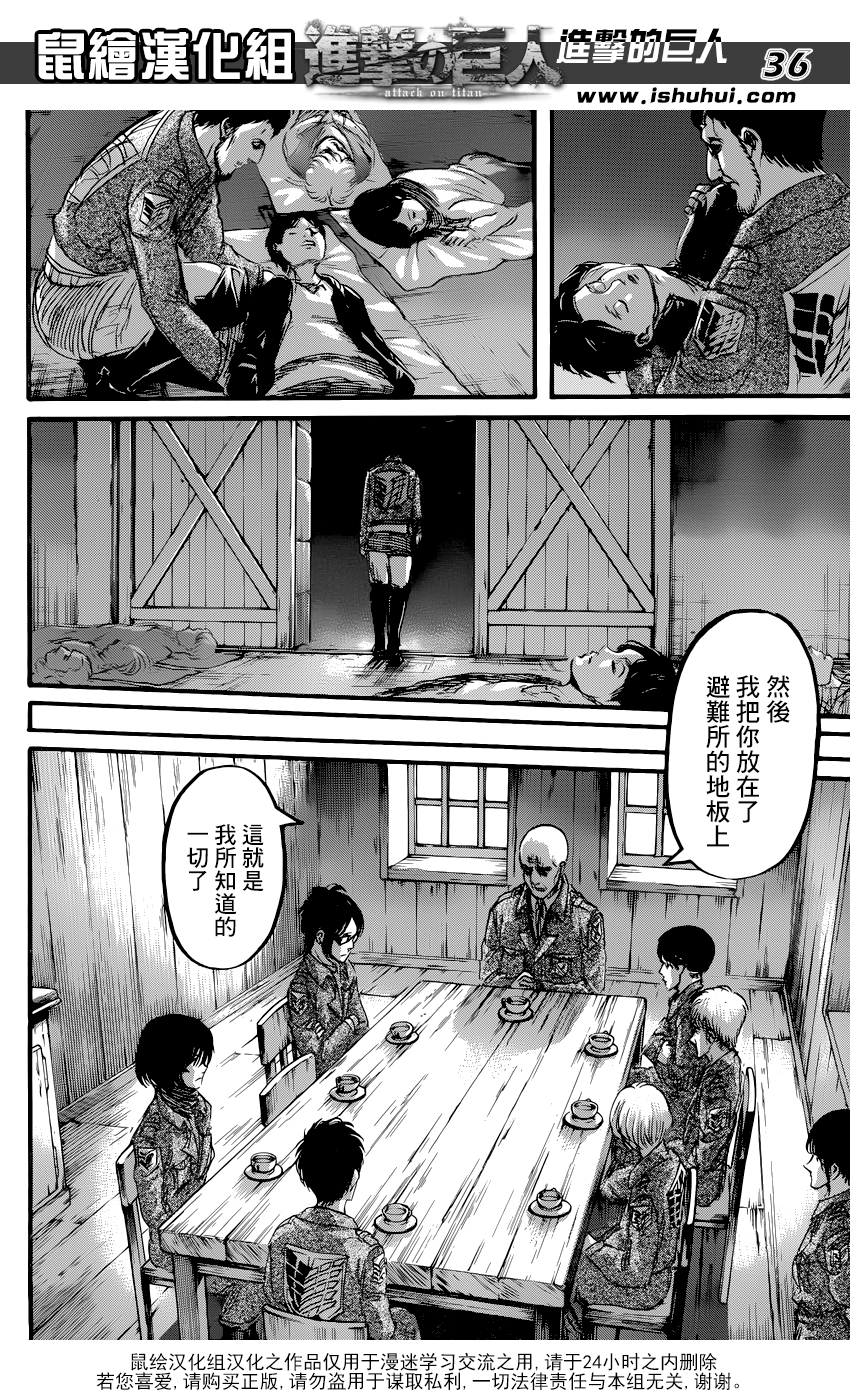 鼠繪漢化組
進撃の巨人
attack on titan
進擊的巨人
www.ishuhui.com
36
然後
我把你放在了
避難所的地板上
這就是
我所知道的
一切了
鼠绘汉化组汉化之作品仅用于漫迷学习交流之用,请于24小时之内删除
若您喜爱,请购买正版,请勿盗用于谋取私利,一切法律责任与本组无关,谢谢。